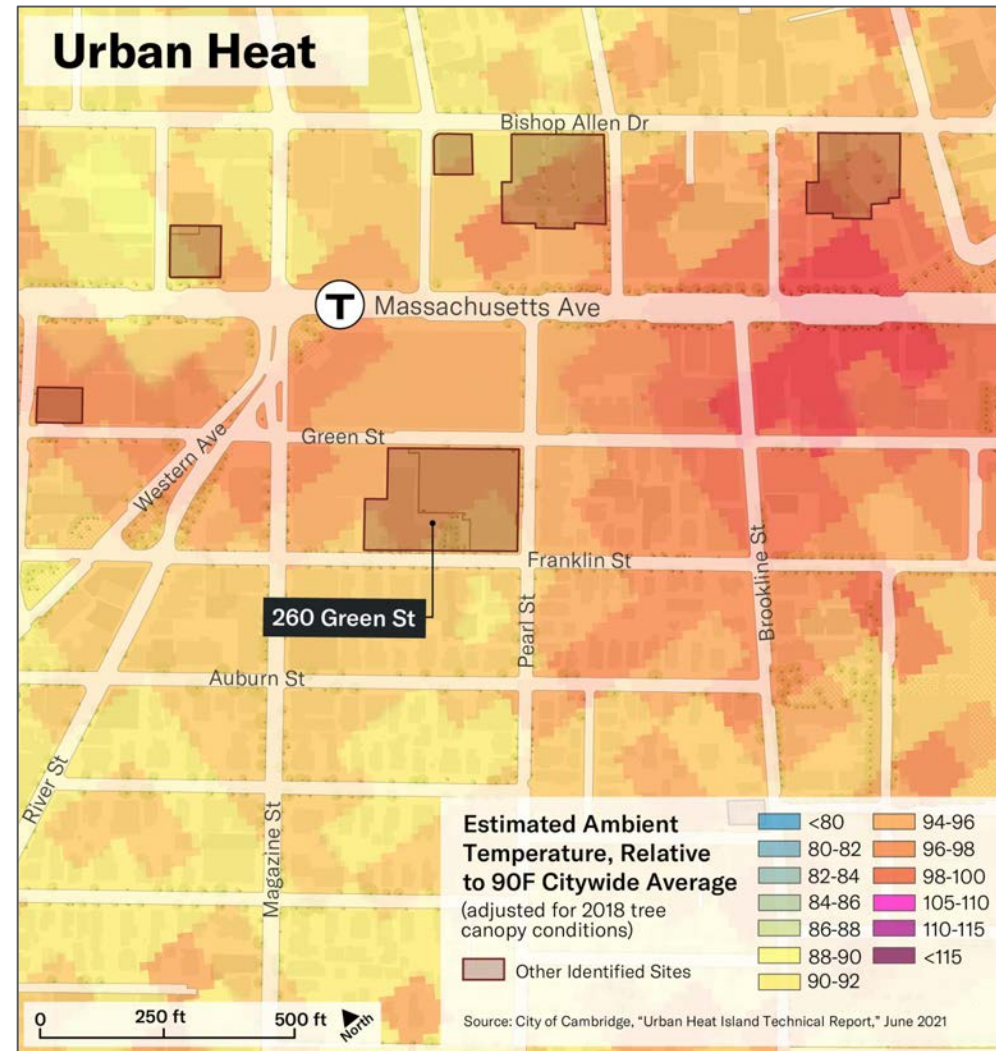 Urban Heat
Bishop Allen Dr
T Massachusetts Ave
Green St
Western Ave
Franklin St
260 Green St
Pearl St
Brookline St
Auburn St
River St
Magazine St
Estimated Ambient
Temperature, Relative
to 90F Citywide Average
(adjusted for 2018 tree
canopy conditions)
Other Identified Sites
<80
80-82
82-84
84-86
86-88
88-90
90-92
94-96
96-98
98-100
105-110
110-115
<115
0 250 ft 500 ft North
Source: City of Cambridge, "Urban Heat Island Technical Report," June 2021